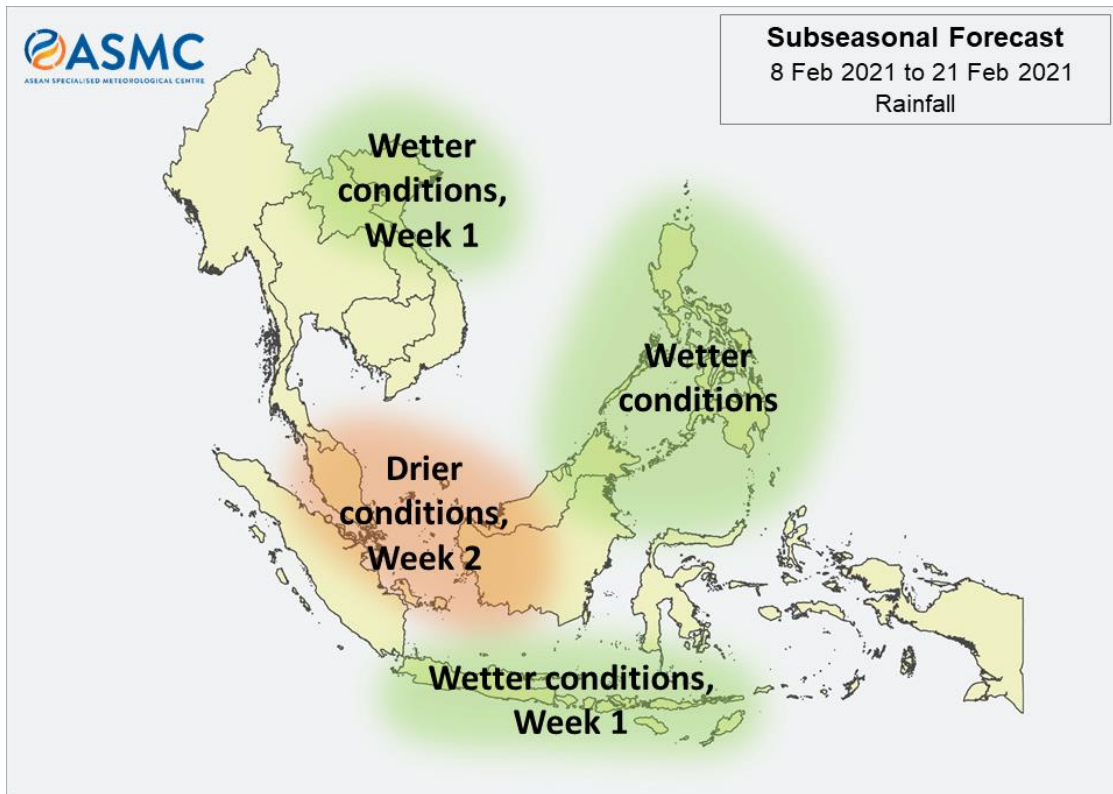 ASMC
ASEAN SPECIALISED METEOROLOGICAL CENTRE
Subseasonal Forecast
8 Feb 2021 to 21 Feb 2021
Rainfall
Wetter
conditions,
Week 1
Wetter
conditions
Drier
conditions,
Week 2
Wetter conditions,
Week 1